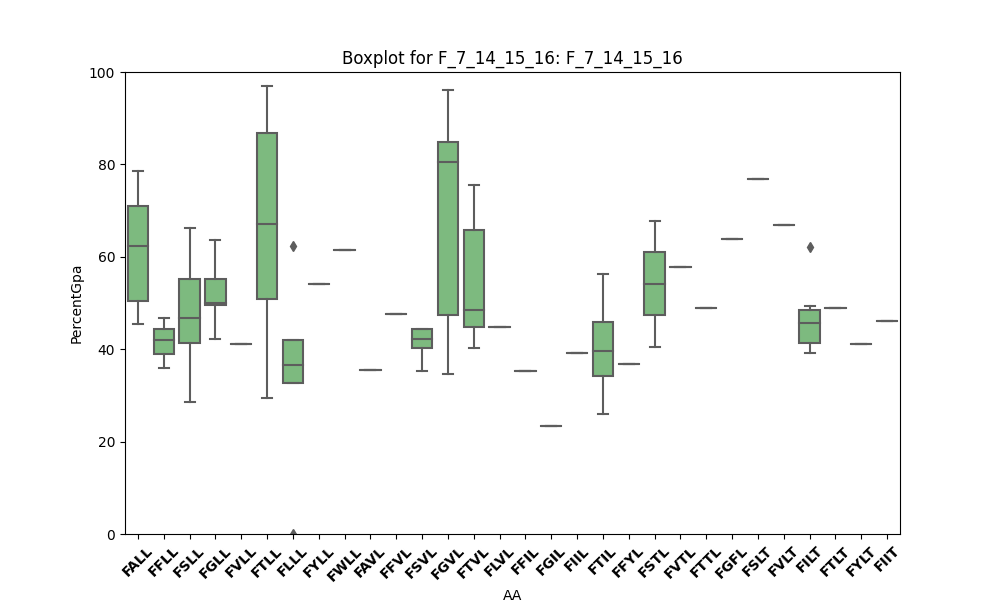 Boxplot for F_7_14_15_16: F_7_14_15_16
100
80
60
40
20
0
PercentGpa
FALL FFLL FSLL FGLL FVLL FTLL FLLL FYLL FWLL FAVL FFVL FSVL FGVL FTVL FLVL FFIL FGIL FIIL FTIL FFYL FSTL FVTL FTTL FGFL FSLT FVLT FILT FTLT FYLT FIIT
AA